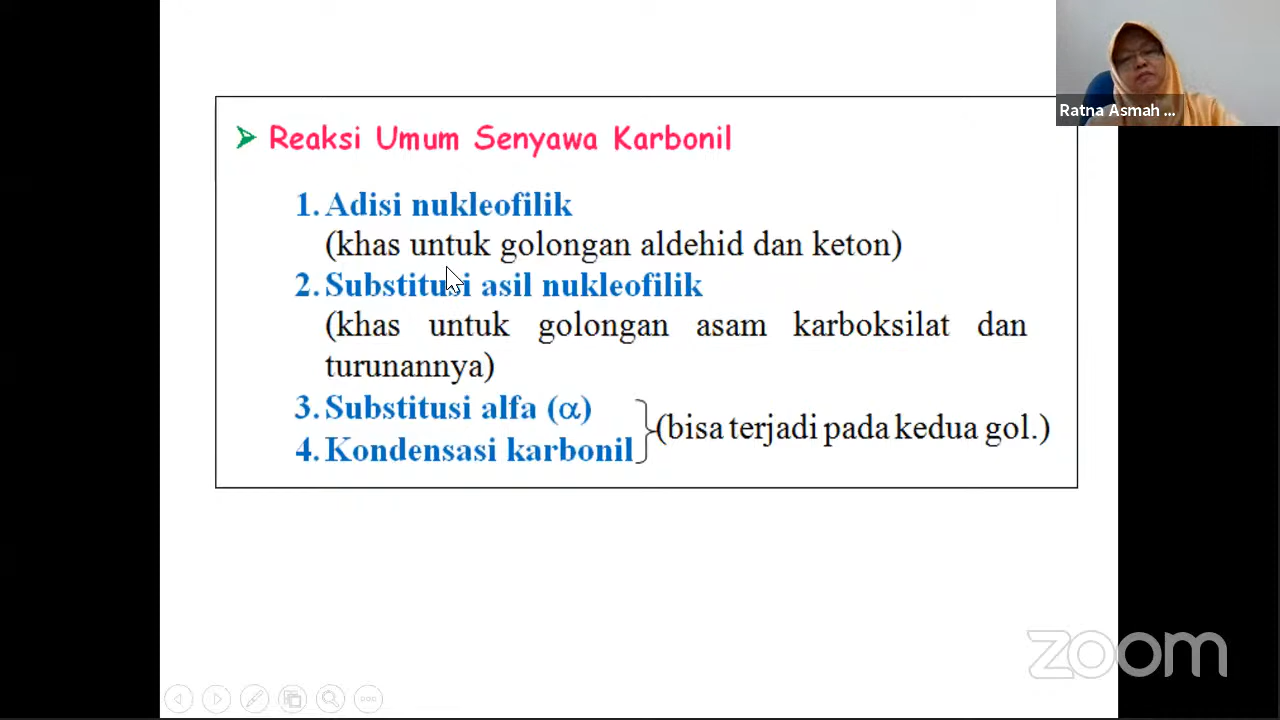 Ratna Asmah ...
Reaksi Umum Senyawa Karbonil
1. Adisi nukleofilik
(khas untuk golongan aldehid dan keton)
2. Substitusi asil nukleofilik
(khas untuk golongan asam karboksilat dan
turunannya)
3. Substitusi alfa (α)
4. Kondensasi karbonil
(bisa terjadi pada kedua gol.)
zoom